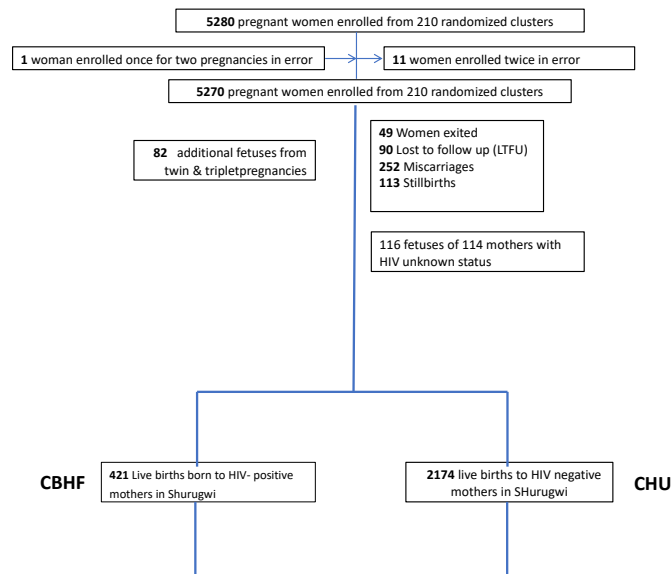 5280 pregnant women enrolled from 210 randomized clusters
1 woman enrolled once for two pregnancies in error
11 women enrolled twice in error
5270 pregnant women enrolled from 210 randomized clusters
82 additional fetuses from
twin & tripletpregnancies
49 Women exited
90 Lost to follow up (LTFU)
252 Miscarriages
113 Stillbirths
116 fetuses of 114 mothers with
HIV unknown status
CBHF
421 Live births born to HIV- positive
mothers in Shurugwi
2174 live births to HIV negative
mothers in SHurugwi
CHU